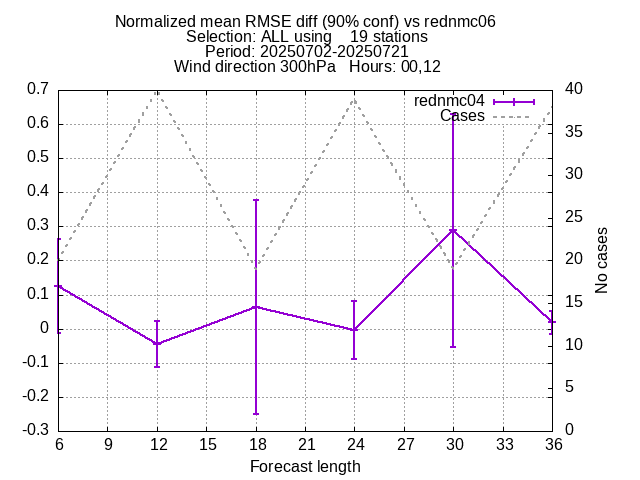 Normalized mean RMSE diff (90% conf) vs rednmc06
Selection: ALL using    19 stations
Period: 20250702-20250721
Wind direction 300hPa   Hours: 00,12
rednmc04
Cases
0.7
0.6
0.5
0.4
0.3
0.2
0.1
0
-0.1
-0.2
-0.3
40
35
30
25
20
15
10
5
0
No cases
6 9 12 15 18 21 24 27 30 33 36
Forecast length